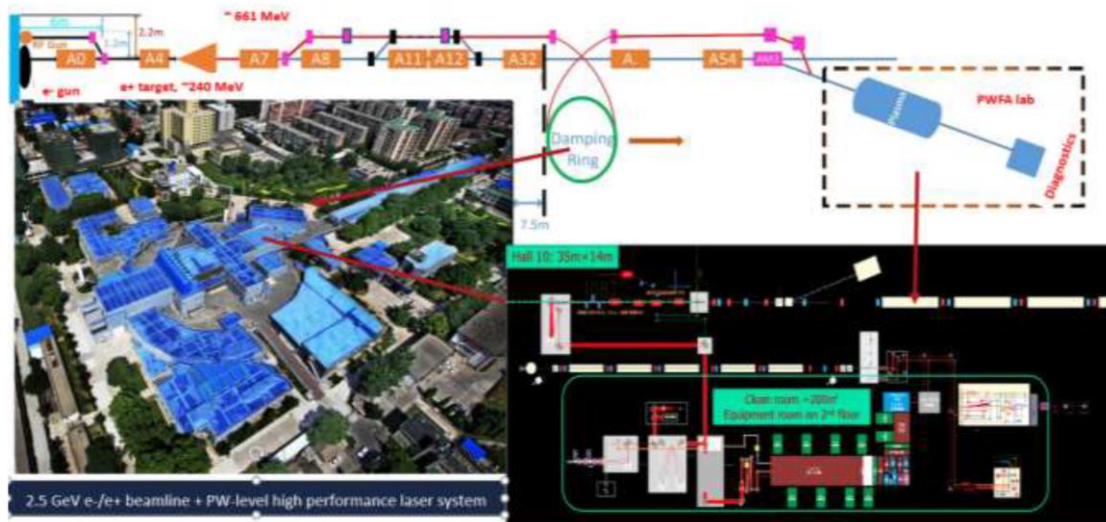 6m
2.2m
~ 661 MeV
RF Gun
1.2m
A0
A4
A7
A8
A11
A12
A32
A.
A54
AM3
e- gun
e+ target, ~240 MeV
PWFA lab
Plasma
Diagnostics
Damping
Ring
7.5m
Hall 10: 35m×14m
Clean room ~200㎡
Equipment room on 2nd floor
2.5 GeV e-/e+ beamline + PW-level high performance laser system